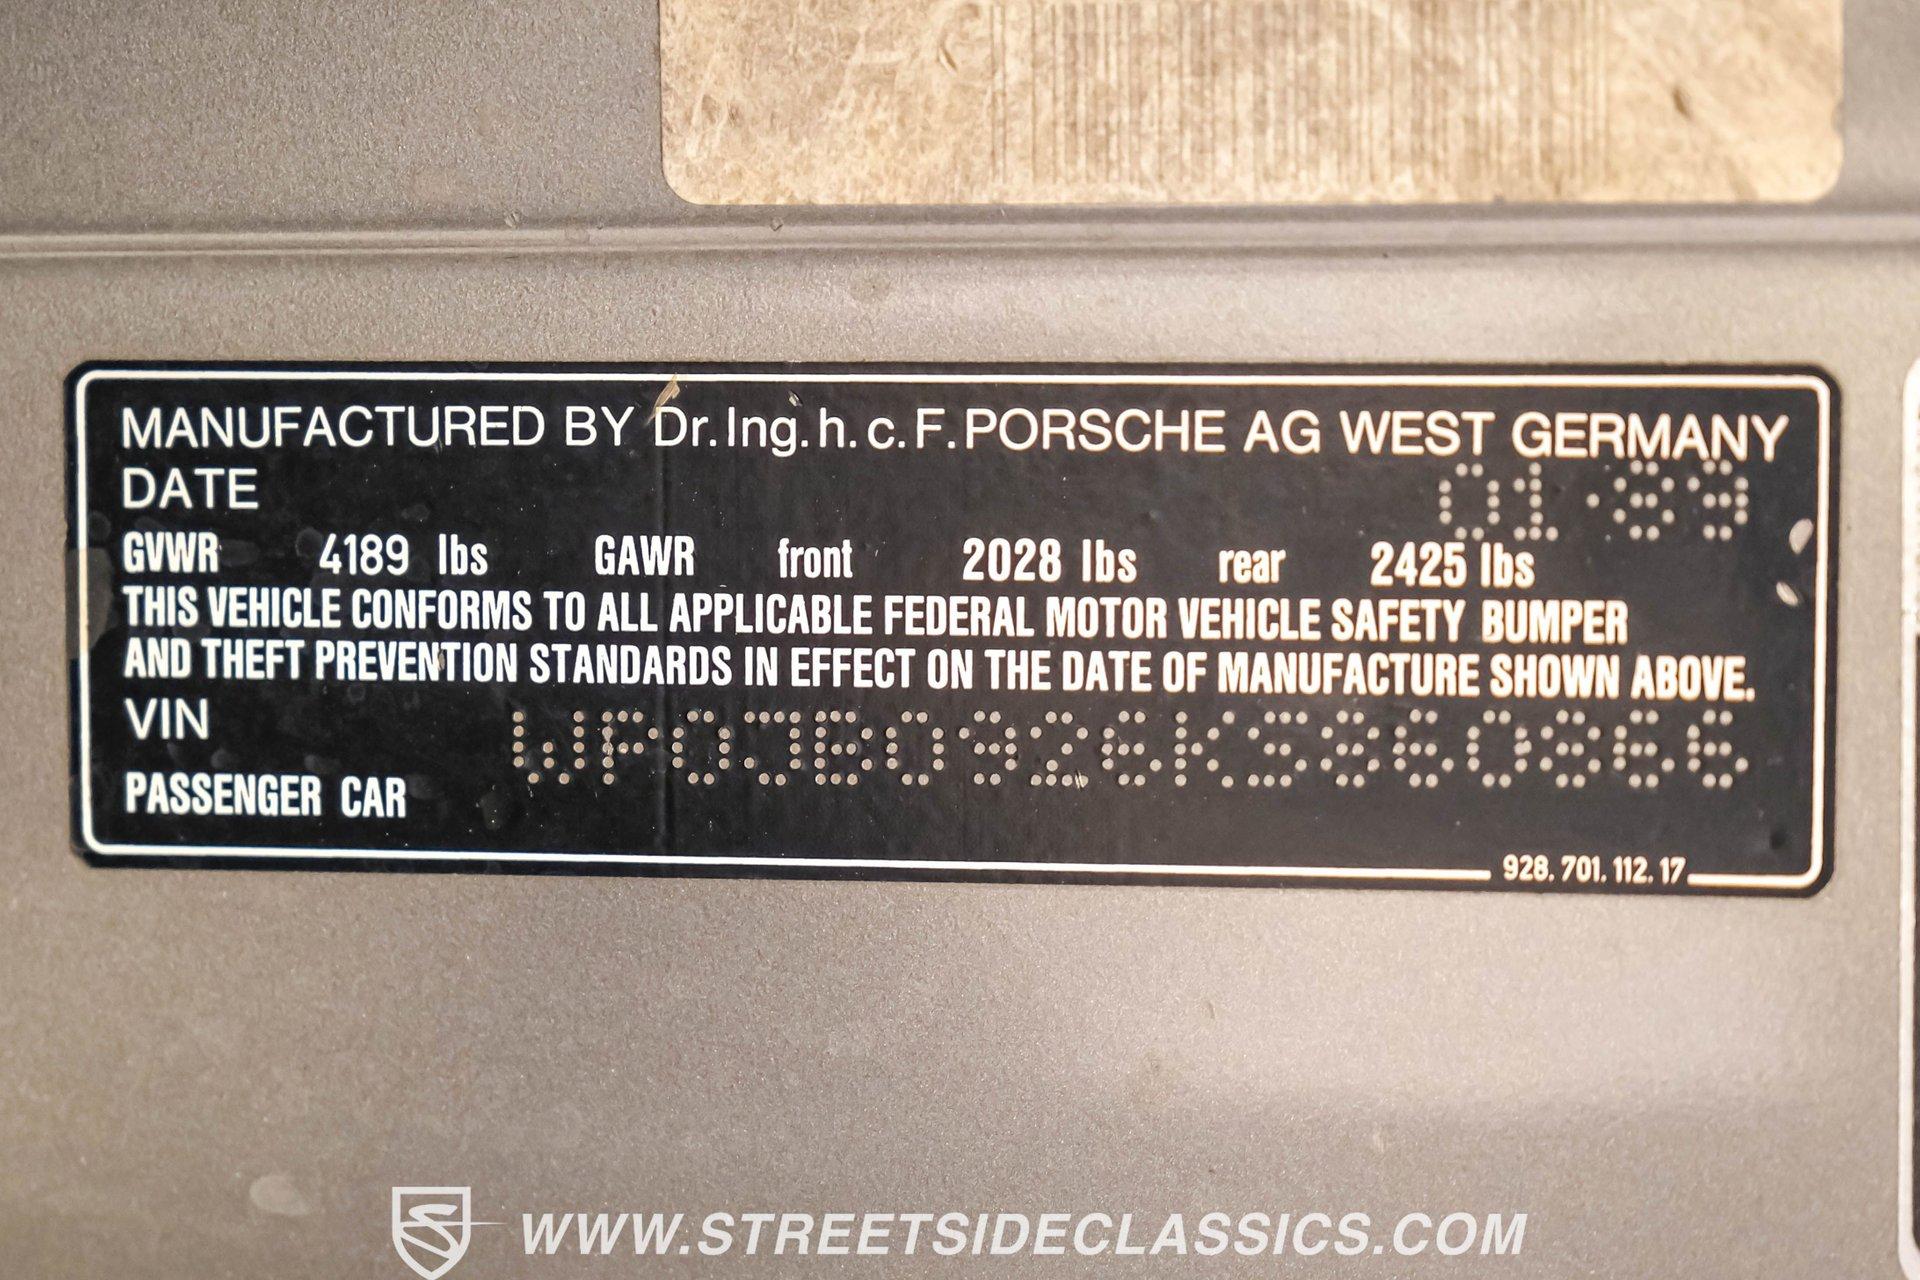 MANUFACTURED BY Dr.Ing.h.c.F.PORSCHE AG WEST GERMANY
DATE 01·89
GVWR 4189 lbs GAWR front 2028 lbs rear 2425 lbs
THIS VEHICLE CONFORMS TO ALL APPLICABLE FEDERAL MOTOR VEHICLE SAFETY BUMPER
AND THEFT PREVENTION STANDARDS IN EFFECT ON THE DATE OF MANUFACTURE SHOWN ABOVE.
VIN WP0JB0926KS860866
PASSENGER CAR
928.701.112.17
WWW.STREETSIDECLASSICS.COM